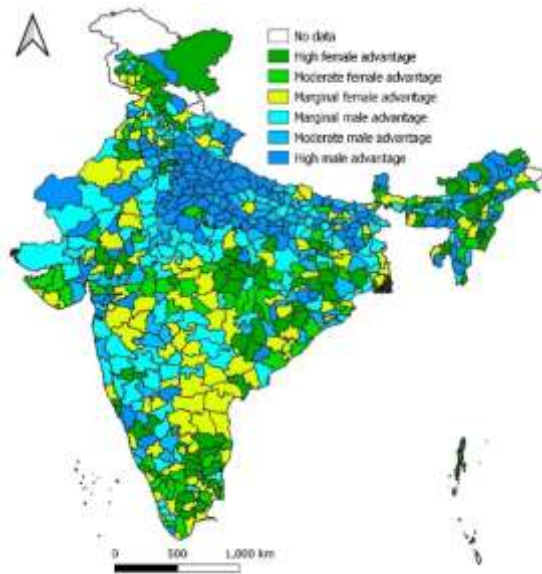 No data
High female advantage
Moderate female advantage
Marginal female advantage
Marginal male advantage
Moderate male advantage
High male advantage
0 500 1,000 km